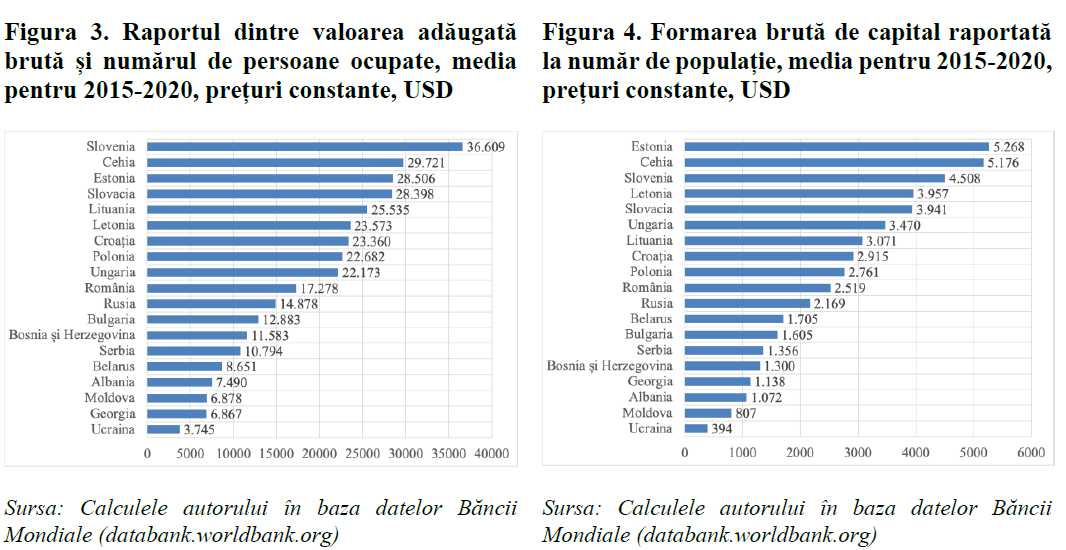 Figura 3. Raportul dintre valoarea adăugată
brută și numărul de persoane ocupate, media
pentru 2015-2020, prețuri constante, USD
Slovenia 36.609
Cehia 29.721
Estonia 28.506
Slovacia 28.398
Lituania 25.535
Letonia 23.573
Croația 23.360
Polonia 22.682
Ungaria 22.173
România 17.278
Rusia 14.878
Bulgaria 12.883
Bosnia și Herzegovina 11.583
Serbia 10.794
Belarus 8.651
Albania 7.490
Moldova 6.878
Georgia 6.867
Ucraina 3.745
0 5000 10000 15000 20000 25000 30000 35000 40000
Sursa: Calculele autorului în baza datelor Băncii
Mondiale (databank.worldbank.org)
Figura 4. Formarea brută de capital raportată
la număr de populație, media pentru 2015-2020,
prețuri constante, USD
Estonia 5.268
Cehia 5.176
Slovenia 4.508
Letonia 3.957
Slovacia 3.941
Ungaria 3.470
Lituania 3.071
Croația 2.915
Polonia 2.761
România 2.519
Rusia 2.169
Belarus 1.705
Bulgaria 1.605
Serbia 1.356
Bosnia și Herzegovina 1.300
Georgia 1.138
Albania 1.072
Moldova 807
Ucraina 394
0 1000 2000 3000 4000 5000 6000
Sursa: Calculele autorului în baza datelor Băncii
Mondiale (databank.worldbank.org)